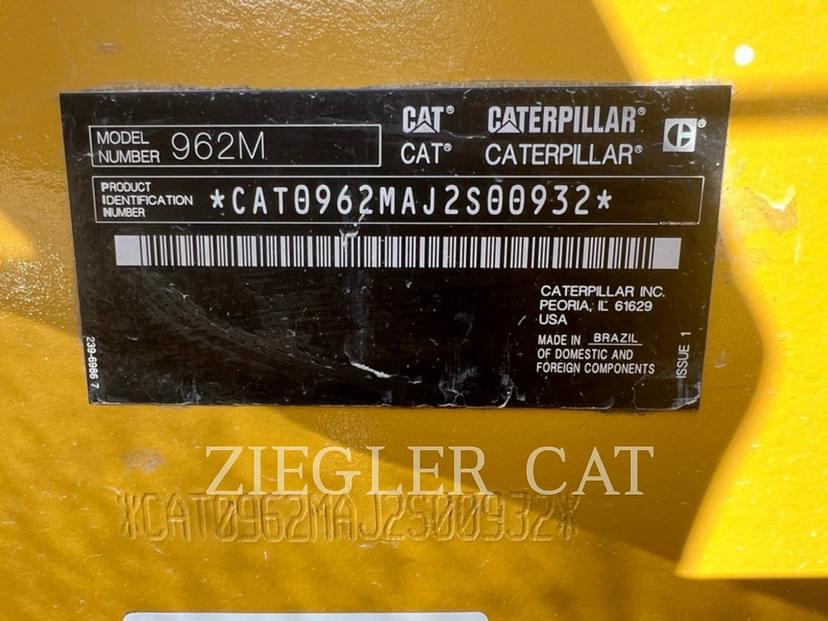 MODEL NUMBER 962M
CAT® CATERPILLAR®
CAT® CATERPILLAR®
PRODUCT IDENTIFICATION NUMBER *CAT0962MAJ2S00932*
CATERPILLAR INC.
PEORIA, IL 61629
USA
MADE IN BRAZIL
OF DOMESTIC AND
FOREIGN COMPONENTS
239-6986 7
ISSUE 1
ZIEGLER CAT
*CAT0962MAJ2S00932*